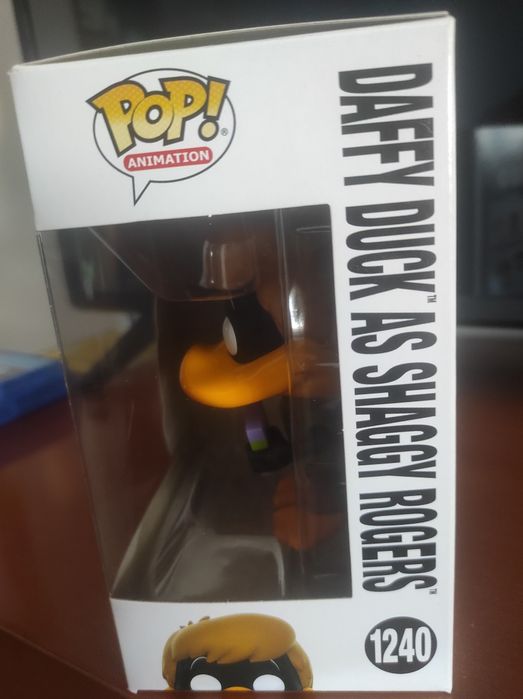 POP!®
ANIMATION
DAFFY DUCK™ AS SHAGGY ROGERS™
1240